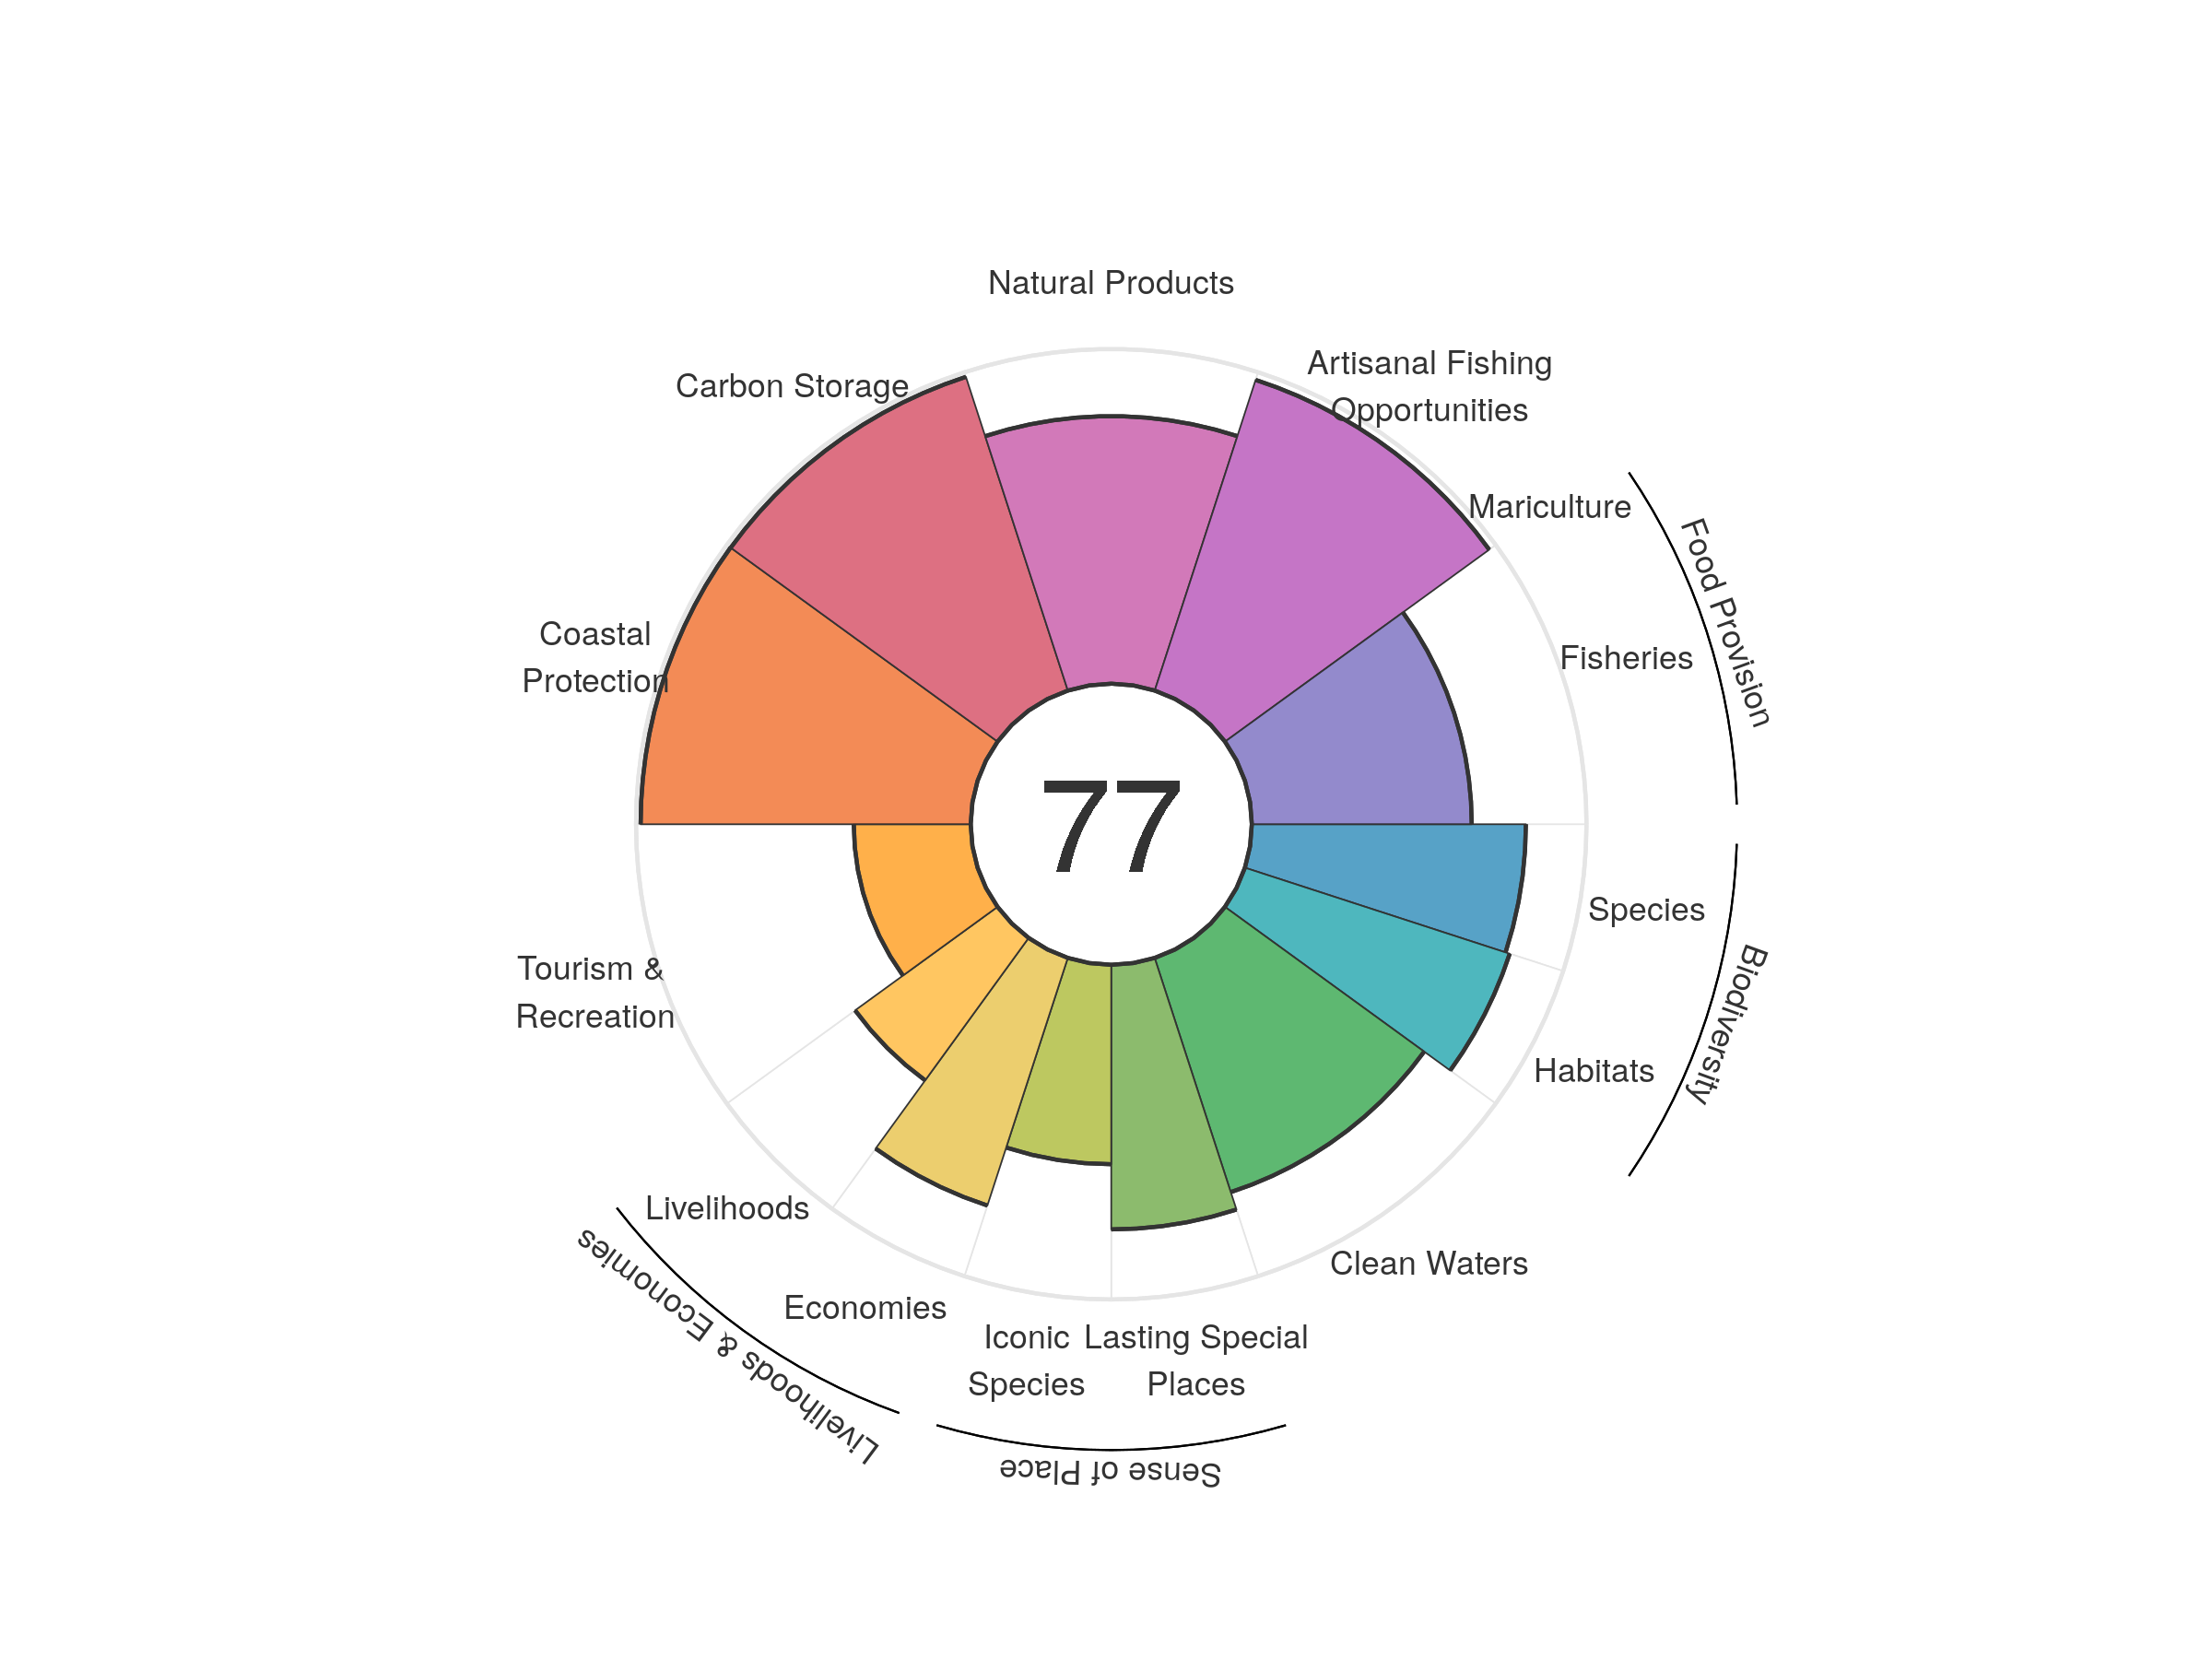 Natural Products
Artisanal Fishing
Opportunities
Carbon Storage
Mariculture
Food Provision
Coastal
Protection
Fisheries
77
Species
Biodiversity
Tourism &
Recreation
Habitats
Livelihoods
Clean Waters
Economies
Livelihoods & Economies
Iconic
Species
Lasting Special
Places
Sense of Place